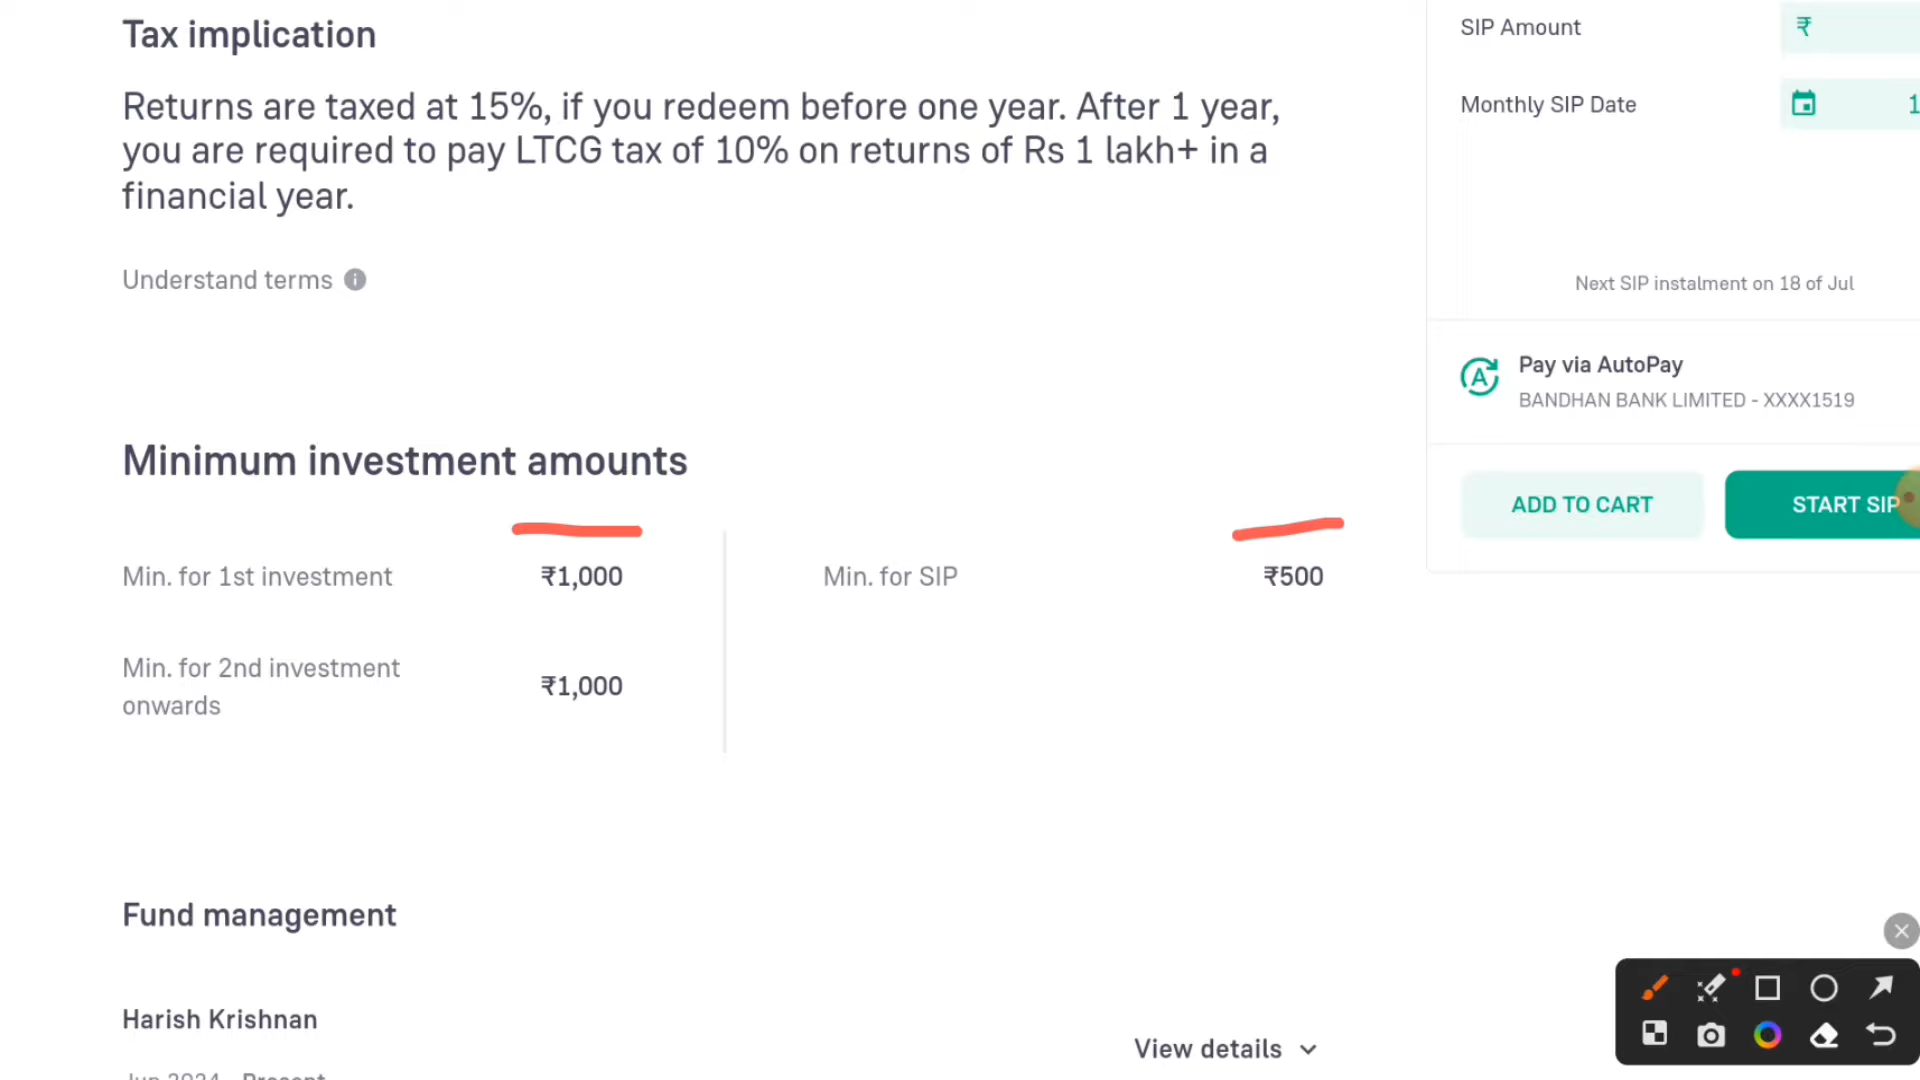 Tax implication
Returns are taxed at 15%, if you redeem before one year. After 1 year,
you are required to pay LTCG tax of 10% on returns of Rs 1 lakh+ in a
financial year.
Understand terms
Minimum investment amounts
Min. for 1st investment ₹1,000
Min. for SIP ₹500
Min. for 2nd investment
onwards
₹1,000
Fund management
Harish Krishnan
View details
Jun 2024 - Present
SIP Amount ₹
Monthly SIP Date 1
Next SIP instalment on 18 of Jul
Pay via AutoPay
BANDHAN BANK LIMITED - XXXX1519
ADD TO CART
START SIP